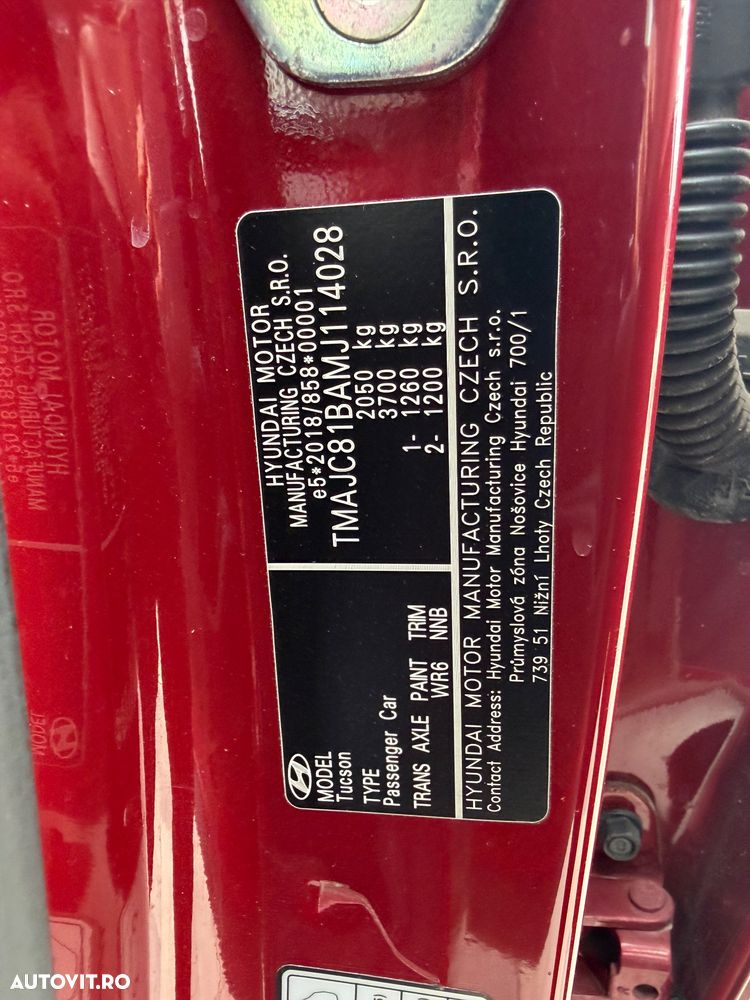 HYUNDAI MOTOR
MANUFACTURING CZECH S.R.O.
e5*2018/858*00001
TMAJC81BAMJ114028
2050 kg
3700 kg
1- 1260 kg
2- 1200 kg
MODEL
Tucson
TYPE
Passenger Car
TRANS AXLE PAINT TRIM
WR6 NNB
HYUNDAI MOTOR MANUFACTURING CZECH S.R.O.
Contact Address: Hyundai Motor Manufacturing Czech s.r.o.
Průmyslová zóna Nošovice Hyundai 700/1
739 51 Nižní Lhoty Czech Republic
AUTOVIT.RO